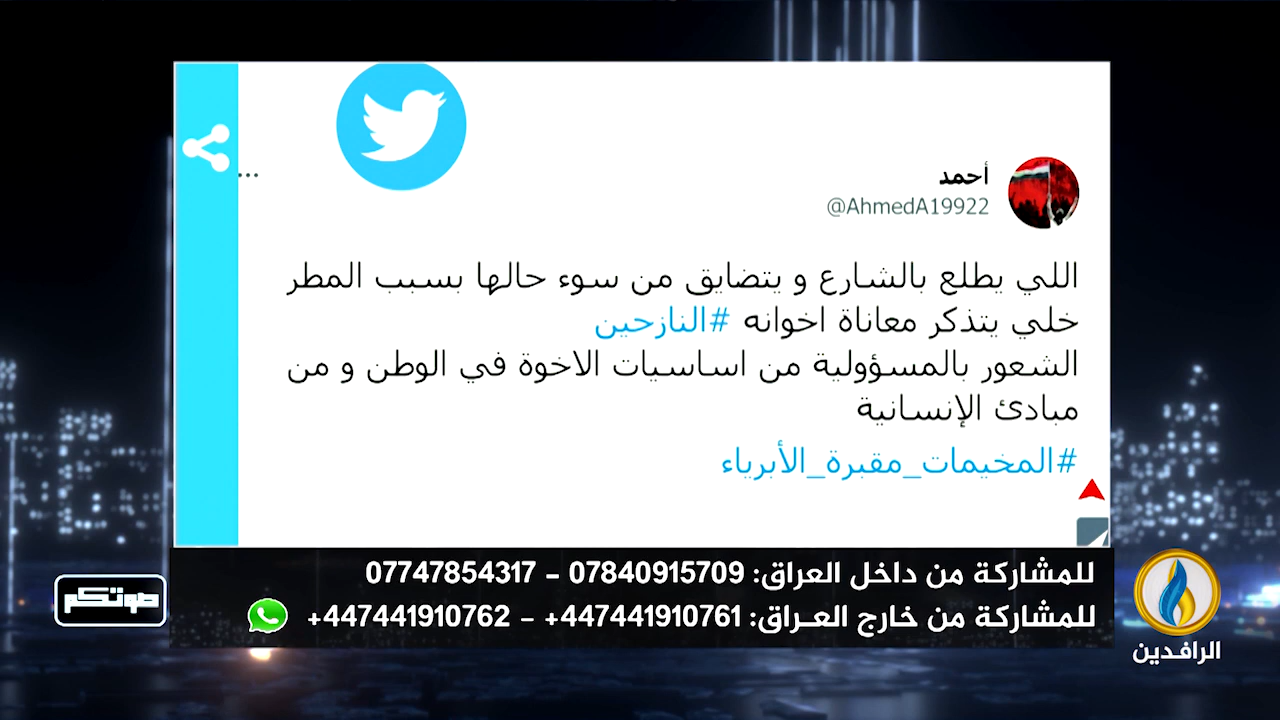 أحمد
@AhmedA19922
...
اللي يطلع بالشارع و يتضايق من سوء حالها بسبب المطر
خلي يتذكر معاناة اخوانه #النازحين
الشعور بالمسؤولية من اساسيات الاخوة في الوطن و من
مبادئ الإنسانية
#المخيمات_مقبرة_الأبرياء
للمشاركة من داخل العراق: 07840915709 - 07747854317
للمشاركة من خارج العـراق: 447441910761+ - 447441910762+
صوتكم
الرافدين